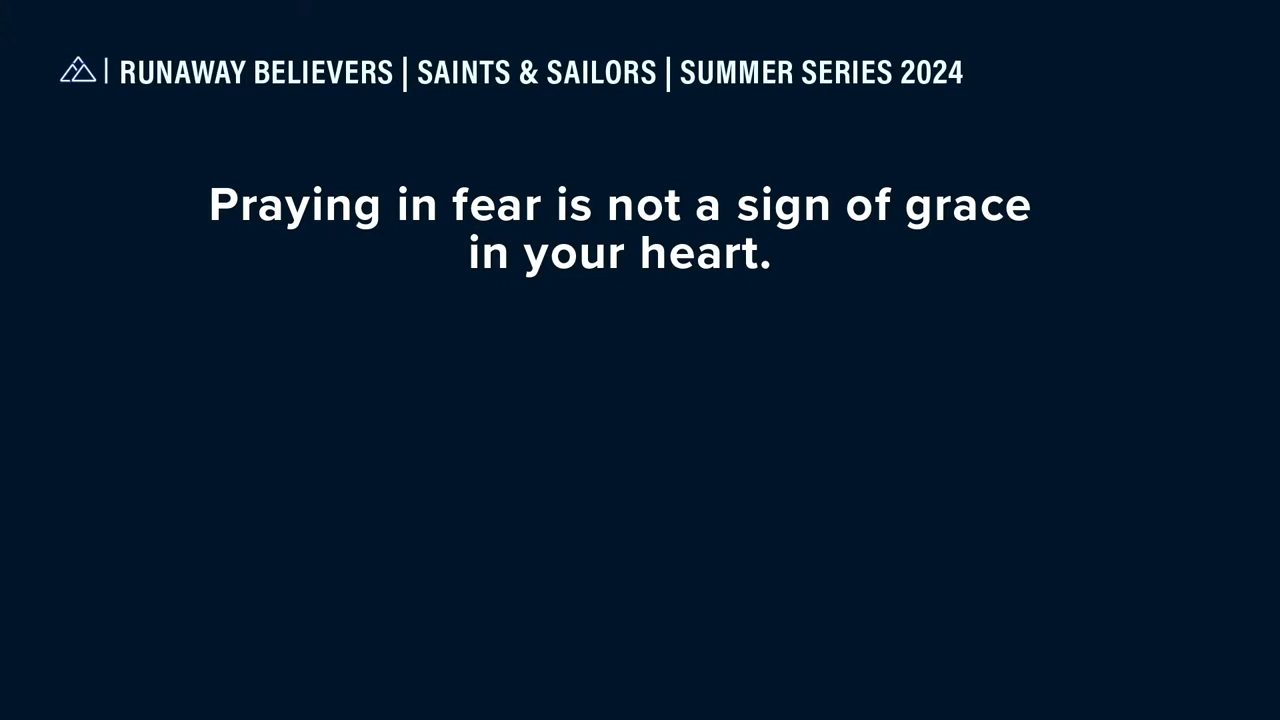 | RUNAWAY BELIEVERS | SAINTS & SAILORS | SUMMER SERIES 2024
Praying in fear is not a sign of grace
in your heart.